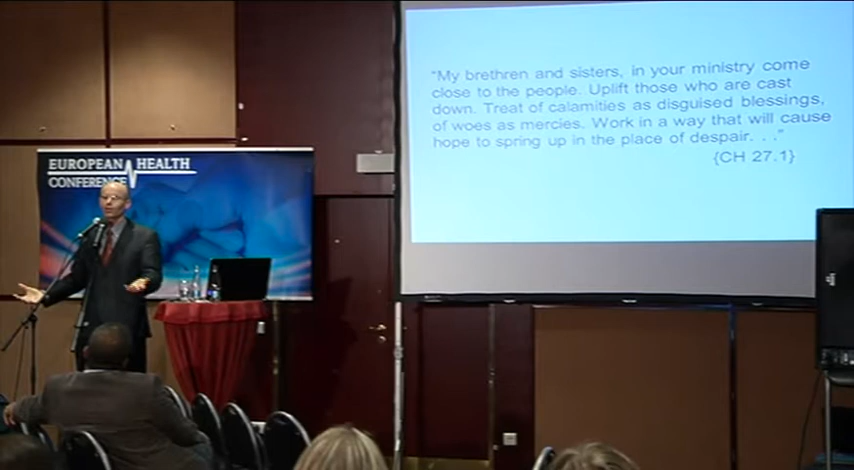 EUROPEAN HEALTH
CONFERENCE
"My brethren and sisters, in your ministry come
close to the people. Uplift those who are cast
down. Treat of calamities as disguised blessings,
of woes as mercies. Work in a way that will cause
hope to spring up in the place of despair. . ."
{CH 27.1}